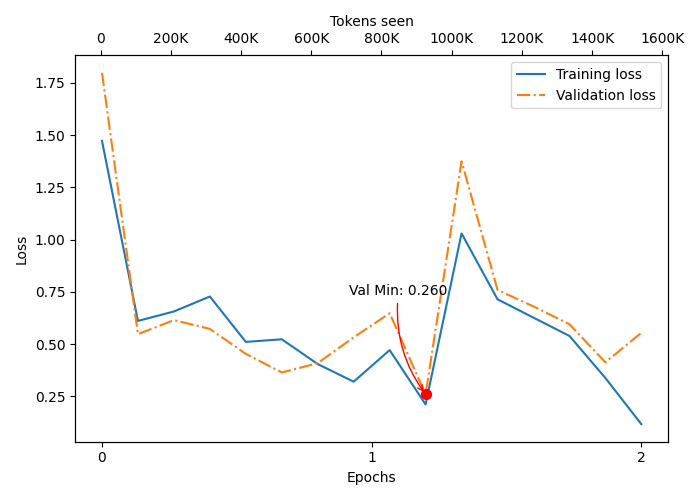 Tokens seen
0 200K 400K 600K 800K 1000K 1200K 1400K 1600K
Training loss
Validation loss
1.75
1.50
1.25
1.00
0.75
0.50
0.25
Loss
Val Min: 0.260
0 1 2
Epochs